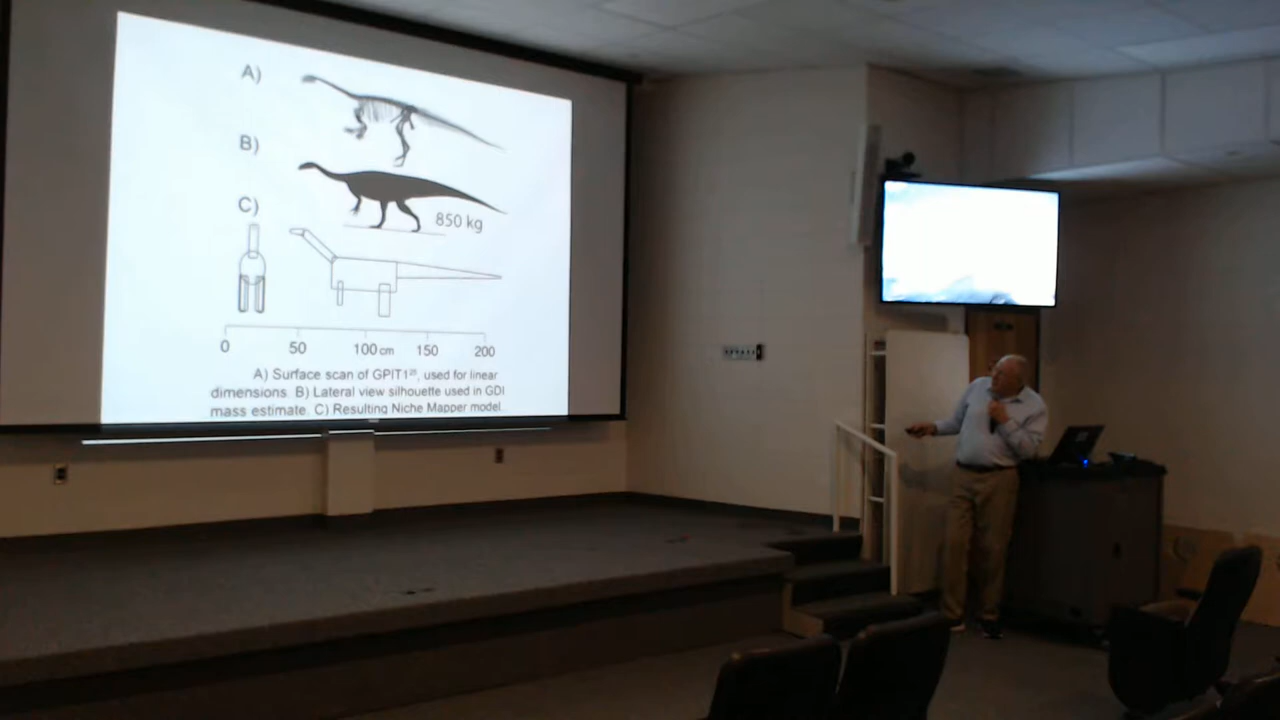 A)
B)
850 kg
C)
0 50 100 cm 150 200
A) Surface scan of GPIT1²⁵, used for linear
dimensions. B) Lateral view silhouette used in GDI
mass estimate. C) Resulting Niche Mapper model.